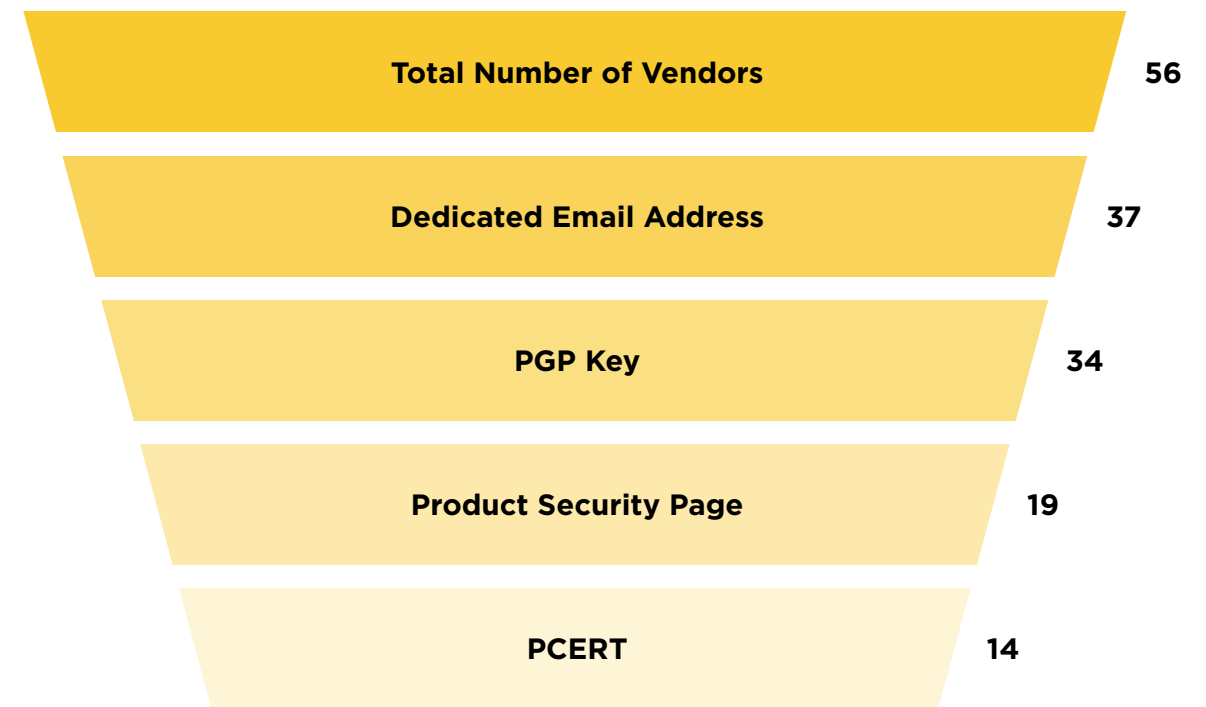 Total Number of Vendors 56
Dedicated Email Address 37
PGP Key 34
Product Security Page 19
PCERT 14